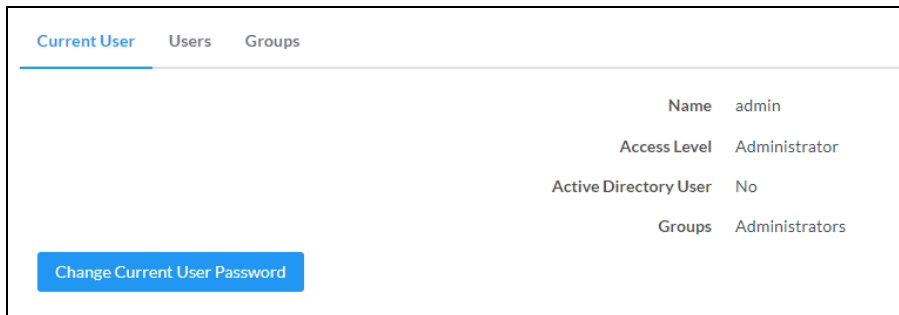 Current User Users Groups
Name admin
Access Level Administrator
Active Directory User No
Groups Administrators
Change Current User Password